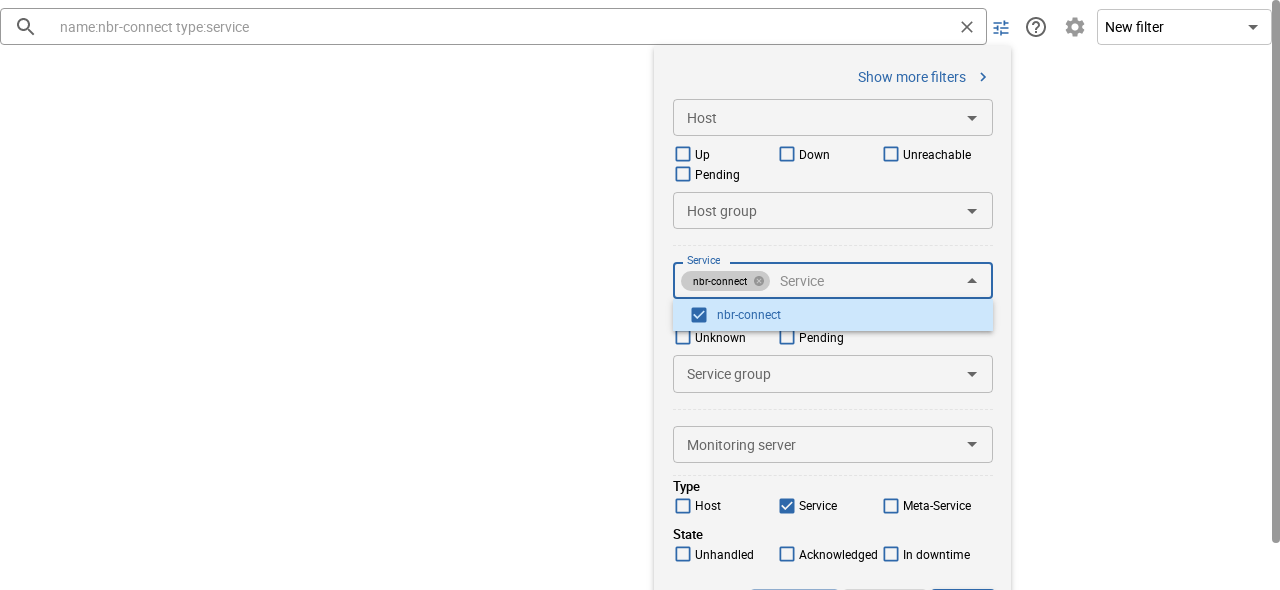 name:nbr-connect type:service
New filter
Show more filters
Host
Up Down Unreachable
Pending
Host group
Service
nbr-connect Service
nbr-connect
Unknown Pending
Service group
Monitoring server
Type
Host Service Meta-Service
State
Unhandled Acknowledged In downtime